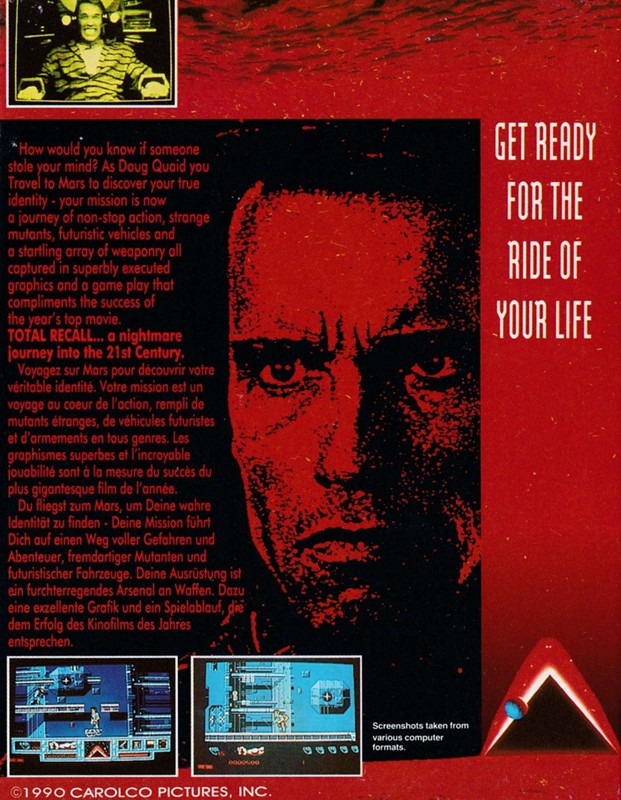 How would you know if someone
stole your mind? As Doug Quaid you
Travel to Mars to discover your true
identity - your mission is now
a journey of non-stop action, strange
mutants, futuristic vehicles and
a startling array of weaponry all
captured in superbly executed
graphics and a game play that
compliments the success of
the year's top movie.
TOTAL RECALL... a nightmare
journey into the 21st Century.
Voyagez sur Mars pour découvrir votre
véritable identité. Votre mission est un
voyage au coeur de l'action, rempli de
mutants étranges, de véhicules futuristes
et d'armements en tous genres. Les
graphismes superbes et l'incroyable
jouabilité sont à la mesure du succès du
plus gigantesque film de l'année.
Du fliegst zum Mars, um Deine wahre
Identität zu finden - Deine Mission führt
Dich auf einen Weg voller Gefahren und
Abenteuer, fremdartiger Mutanten und
futuristischer Fahrzeuge. Deine Ausrüstung ist
ein furchterregendes Arsenal an Waffen. Dazu
eine exzellente Grafik und ein Spielablauf, die
dem Erfolg des Kinofilms des Jahres
entsprechen.
GET READY
FOR THE
RIDE OF
YOUR LIFE
Screenshots taken from
various computer
formats.
©1990 CAROLCO PICTURES, INC.